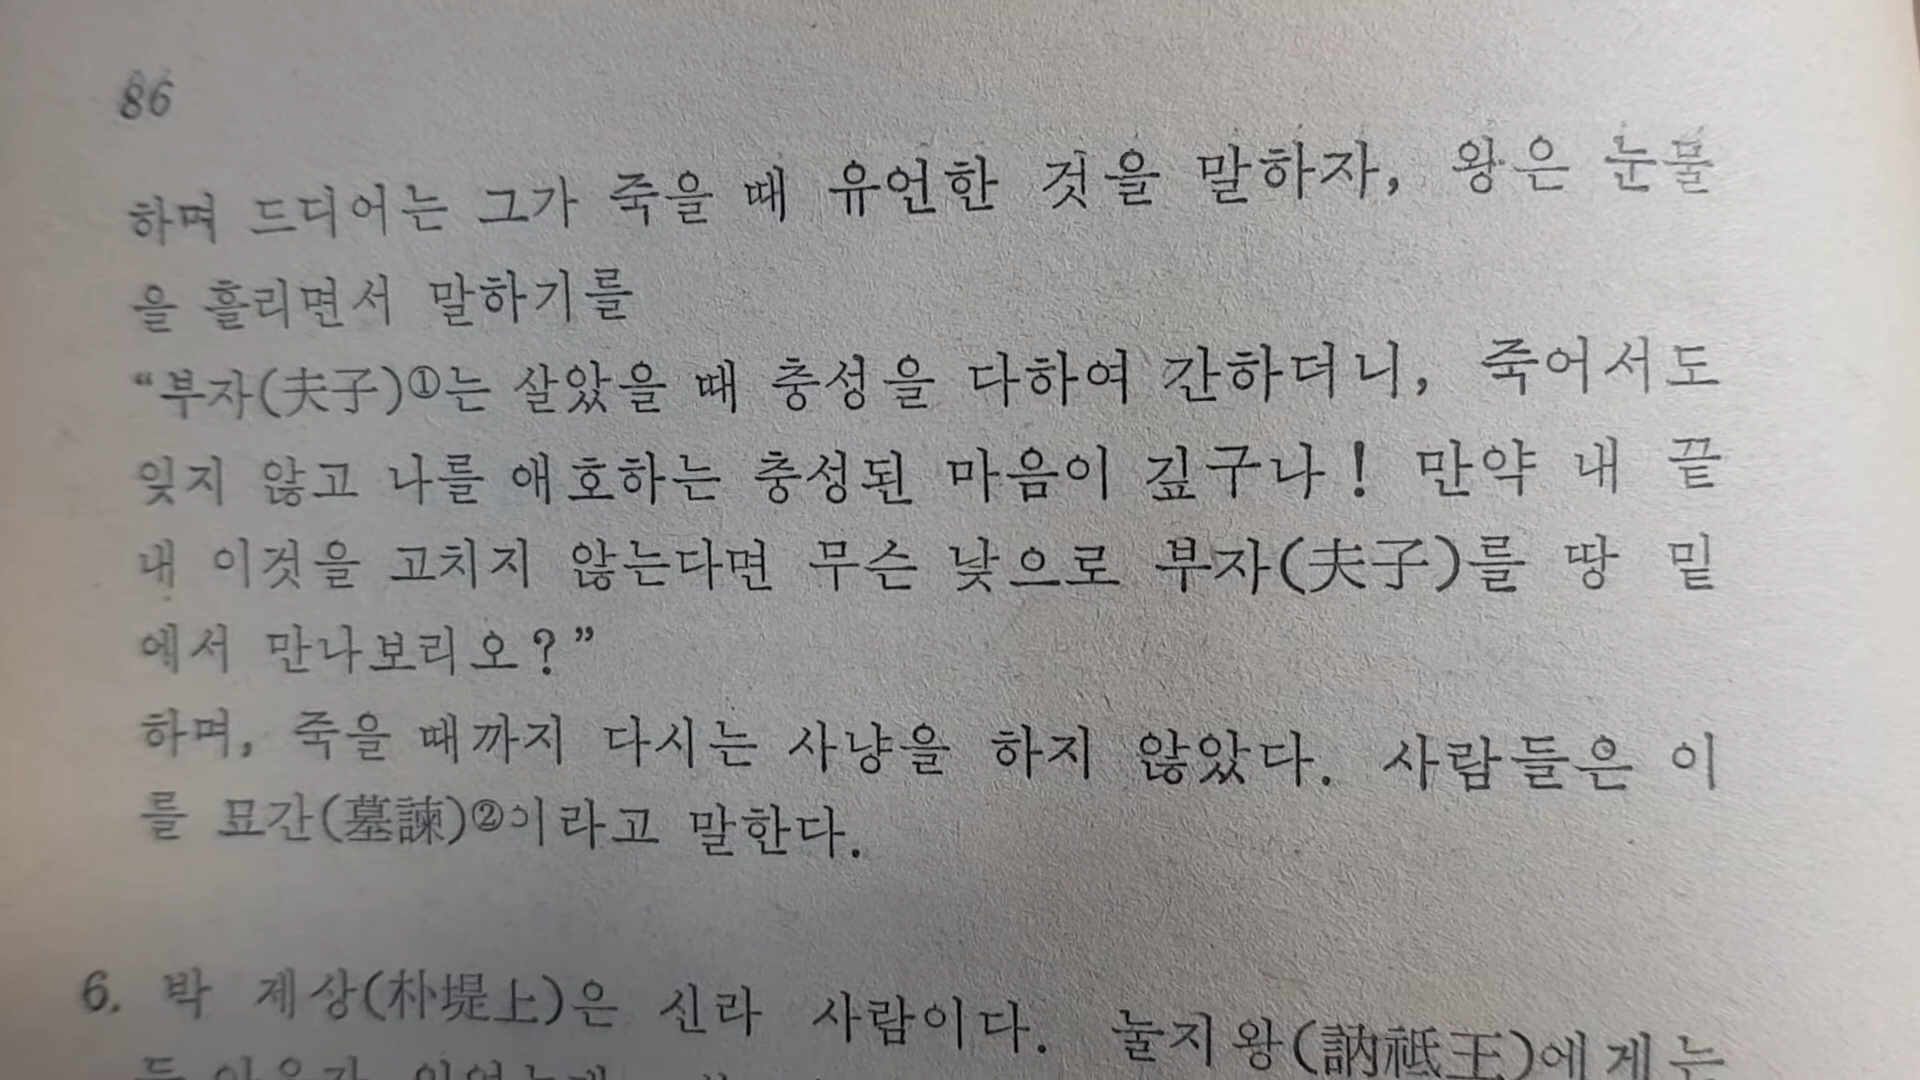 86
하며 드디어는 그가 죽을 때 유언한 것을 말하자, 왕은 눈물
을 흘리면서 말하기를
“부자(夫子)①는 살았을 때 충성을 다하여 간하더니, 죽어서도
잊지 않고 나를 애호하는 충성된 마음이 깊구나! 만약 내 끝
내 이것을 고치지 않는다면 무슨 낯으로 부자(夫子)를 땅 밑
에서 만나보리오?”
하며, 죽을 때까지 다시는 사냥을 하지 않았다. 사람들은 이
를 묘간(墓諫)②이라고 말한다.
6. 박 제상(朴堤上)은 신라 사람이다. 눌지왕(訥祗王)에게는